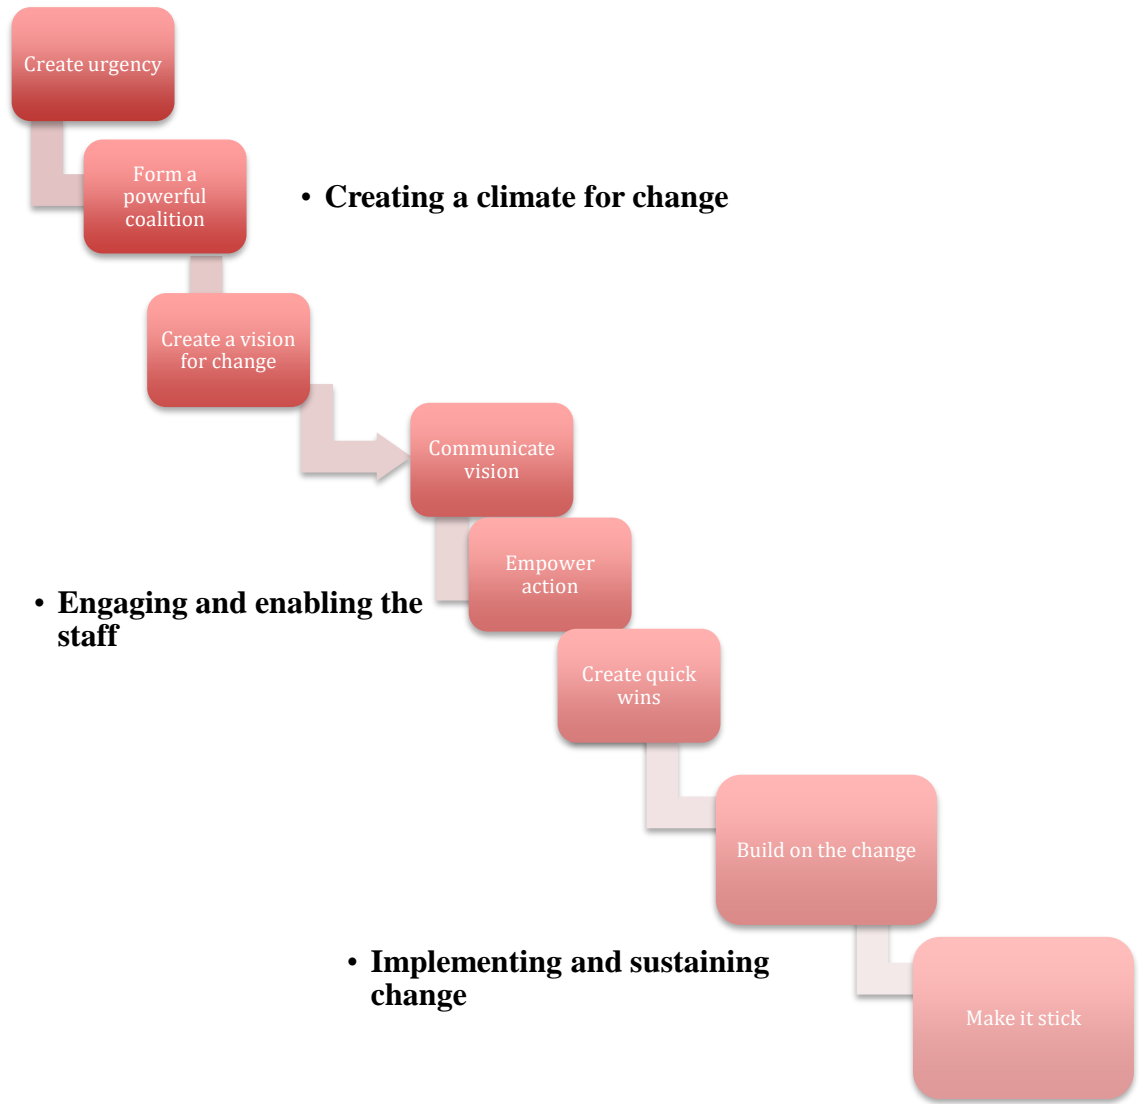 Create urgency
Form a
powerful
coalition
• Creating a climate for change
Create a vision
for change
Communicate
vision
Empower
action
• Engaging and enabling the
staff
Create quick
wins
Build on the change
• Implementing and sustaining
change
Make it stick